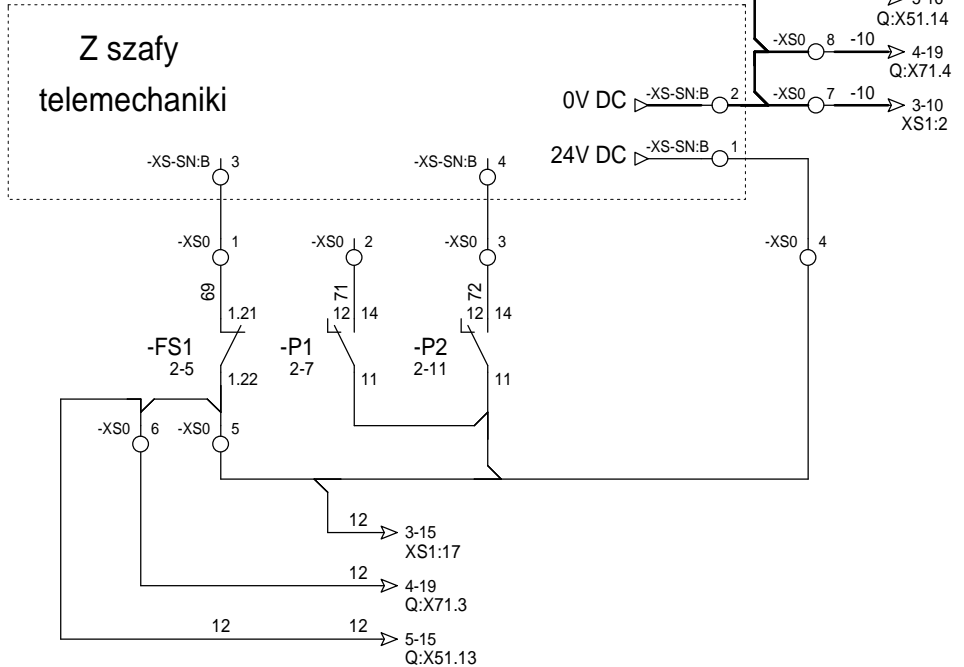 3-10
Q:X51.14
Z szafy
telemechaniki
-XS0 8 -10 4-19
Q:X71.4
0V DC -XS-SN:B 2 -XS0 7 -10 3-10
XS1:2
24V DC -XS-SN:B 1
-XS-SN:B 3 -XS-SN:B 4
-XS0 1 -XS0 2 -XS0 3 -XS0 4
69 71 72
1.21 12 14 12 14
-FS1 -P1 -P2
2-5 2-7 2-11
1.22 11 11
-XS0 6 -XS0 5
12 3-15
XS1:17
12 4-19
Q:X71.3
12 12 5-15
Q:X51.13